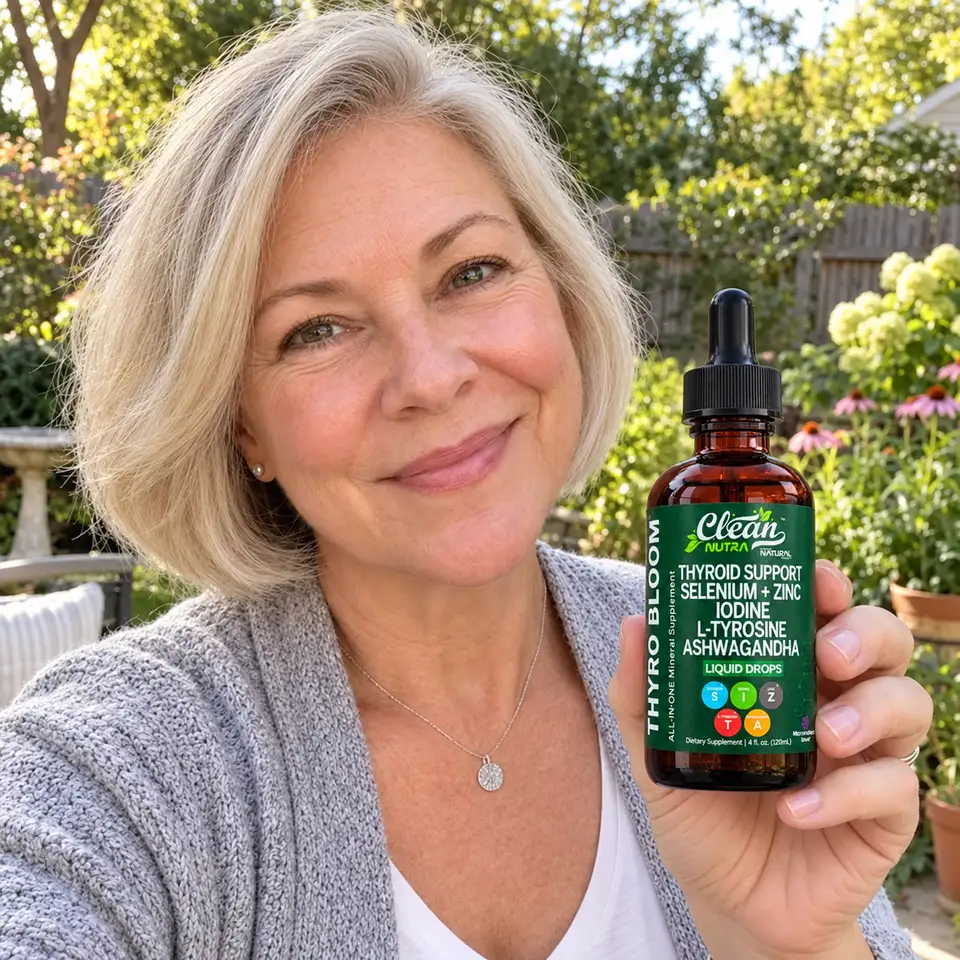 Clean
NUTRA
NATURAL
THYRO BLOOM
ALL-IN-ONE Mineral Supplement
THYROID SUPPORT
SELENIUM + ZINC
IODINE
L-TYROSINE
ASHWAGANDHA
LIQUID DROPS
S
I
Z
T
A
Dietary Supplement | 4 fl. oz. (120mL)